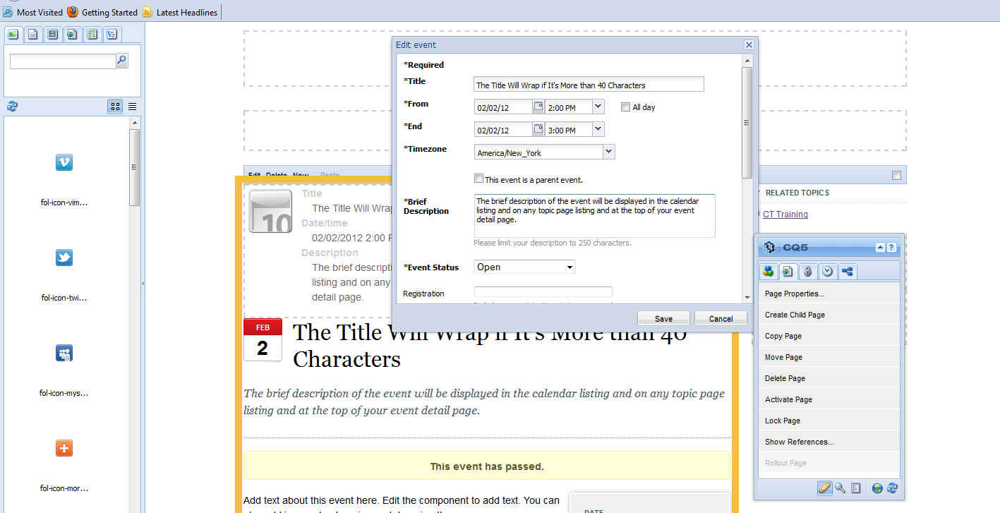 Most Visited Getting Started Latest Headlines
fol-icon-vim...
fol-icon-twi...
fol-icon-mys...
fol-icon-mor...
Edit Delete New Paste
10
Title
The Title Will Wrap
Date/time
02/02/2012 2:00
Description
The brief descripti
listing and on any
detail page.
Edit event
*Required
*Title The Title Will Wrap if It's More than 40 Characters
*From 02/02/12 2:00 PM All day
*End 02/02/12 3:00 PM
*Timezone America/New_York
This event is a parent event.
*Brief
Description
The brief description of the event will be displayed in the calendar
listing and on any topic page listing and at the top of your event
detail page.
Please limit your description to 250 characters.
*Event Status Open
Registration
Save Cancel
RELATED TOPICS
CT Training
CQ5 ?
Page Properties...
Create Child Page
Copy Page
Move Page
Delete Page
Activate Page
Lock Page
Show References...
Rollout Page
FEB
2
The Title Will Wrap if It's More than 40
Characters
The brief description of the event will be displayed in the calendar listing and on any topic page
listing and at the top of your event detail page.
This event has passed.
Add text about this event here. Edit the component to add text. You can
DATE